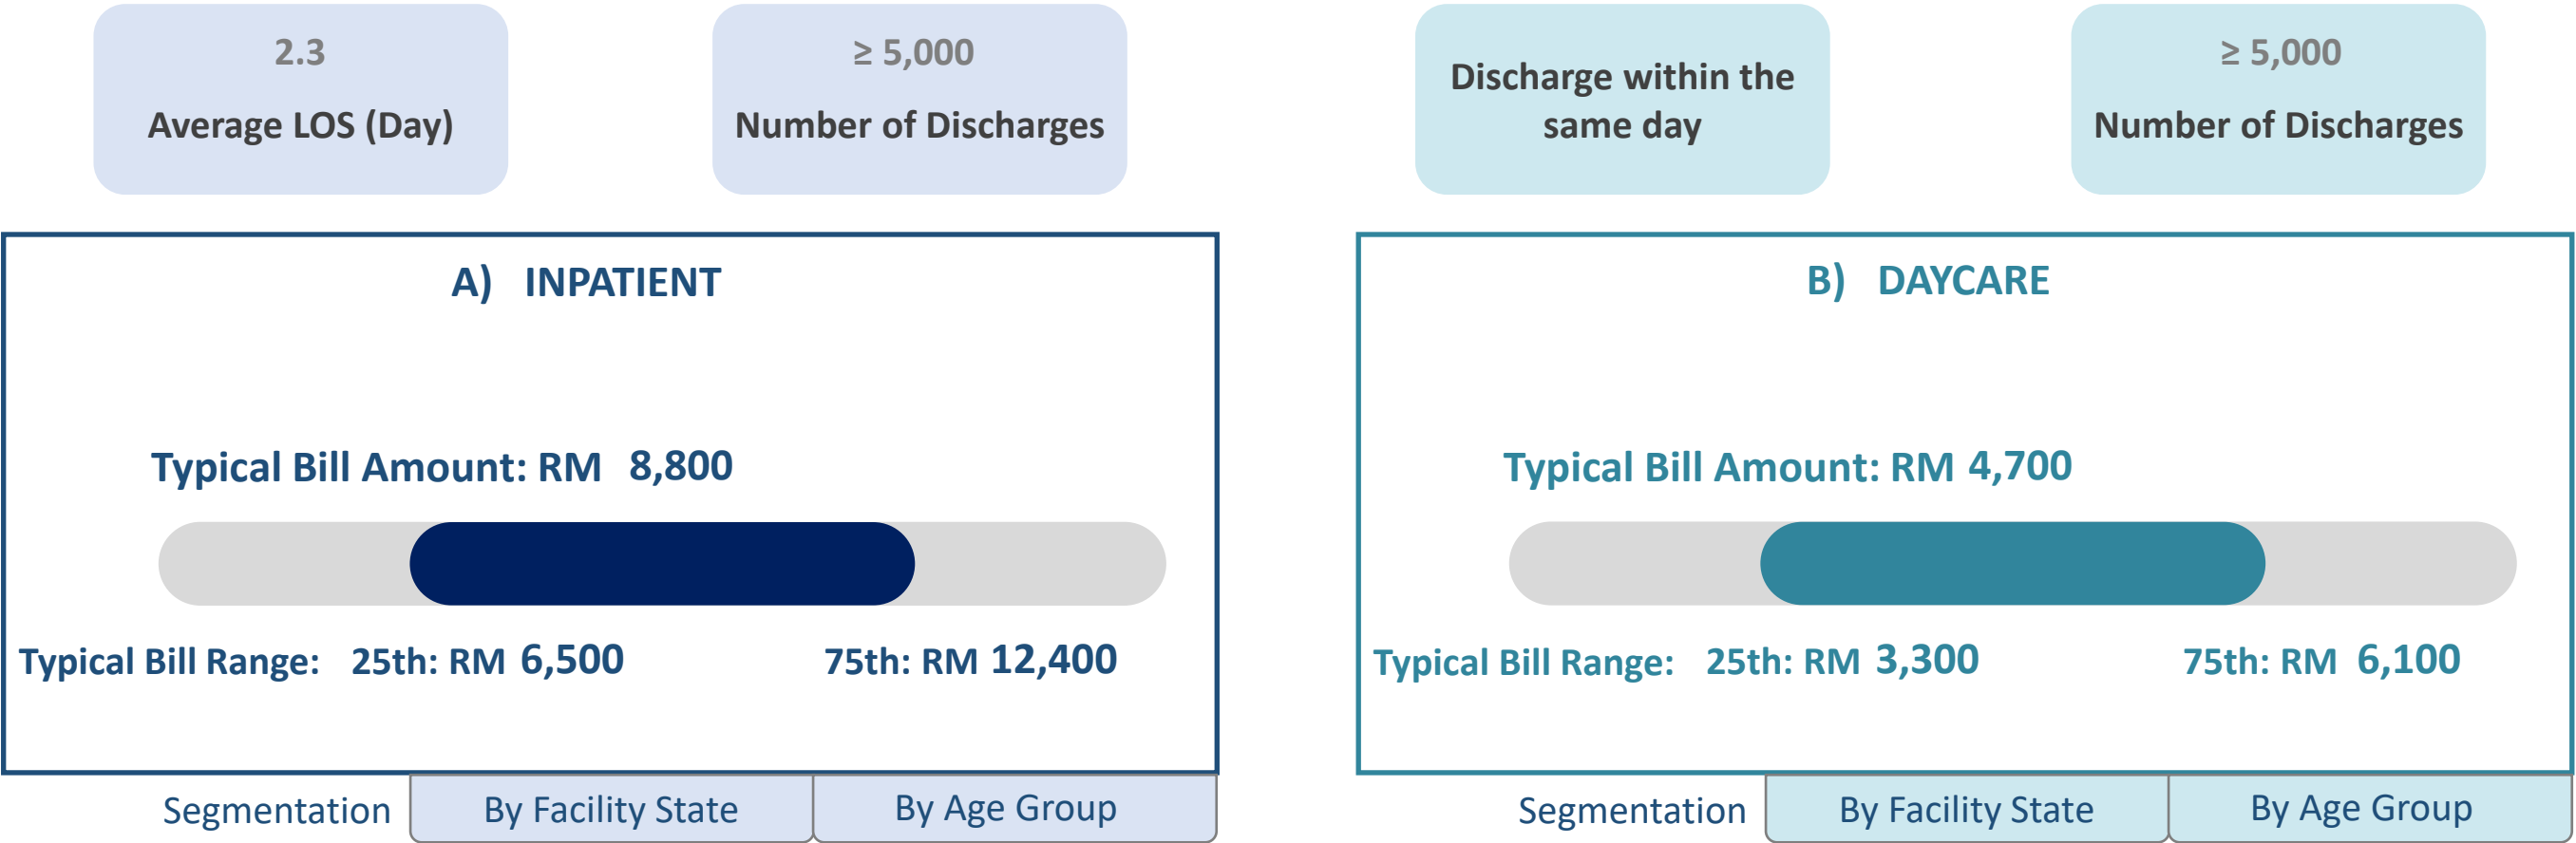 2.3
Average LOS (Day)
≥ 5,000
Number of Discharges
Discharge within the
same day
≥ 5,000
Number of Discharges
A) INPATIENT
Typical Bill Amount: RM 8,800
Typical Bill Range: 25th: RM 6,500 75th: RM 12,400
Segmentation By Facility State By Age Group
B) DAYCARE
Typical Bill Amount: RM 4,700
Typical Bill Range: 25th: RM 3,300 75th: RM 6,100
Segmentation By Facility State By Age Group